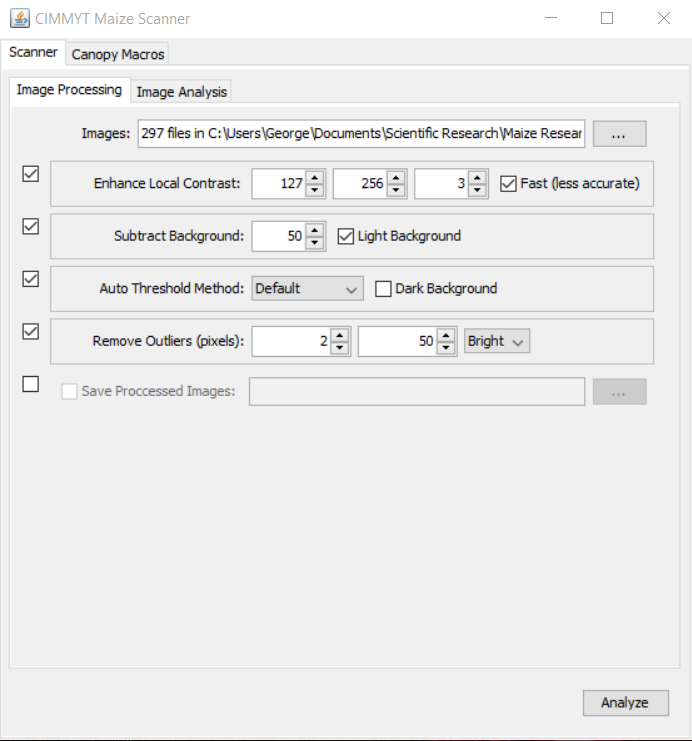 CIMMYT Maize Scanner
Scanner Canopy Macros
Image Processing Image Analysis
Images: 297 files in C:\Users\George\Documents\Scientific Research\Maize Resear ...
Enhance Local Contrast: 127 256 3 Fast (less accurate)
Subtract Background: 50 Light Background
Auto Threshold Method: Default Dark Background
Remove Outliers (pixels): 2 50 Bright
Save Proccessed Images: ...
Analyze